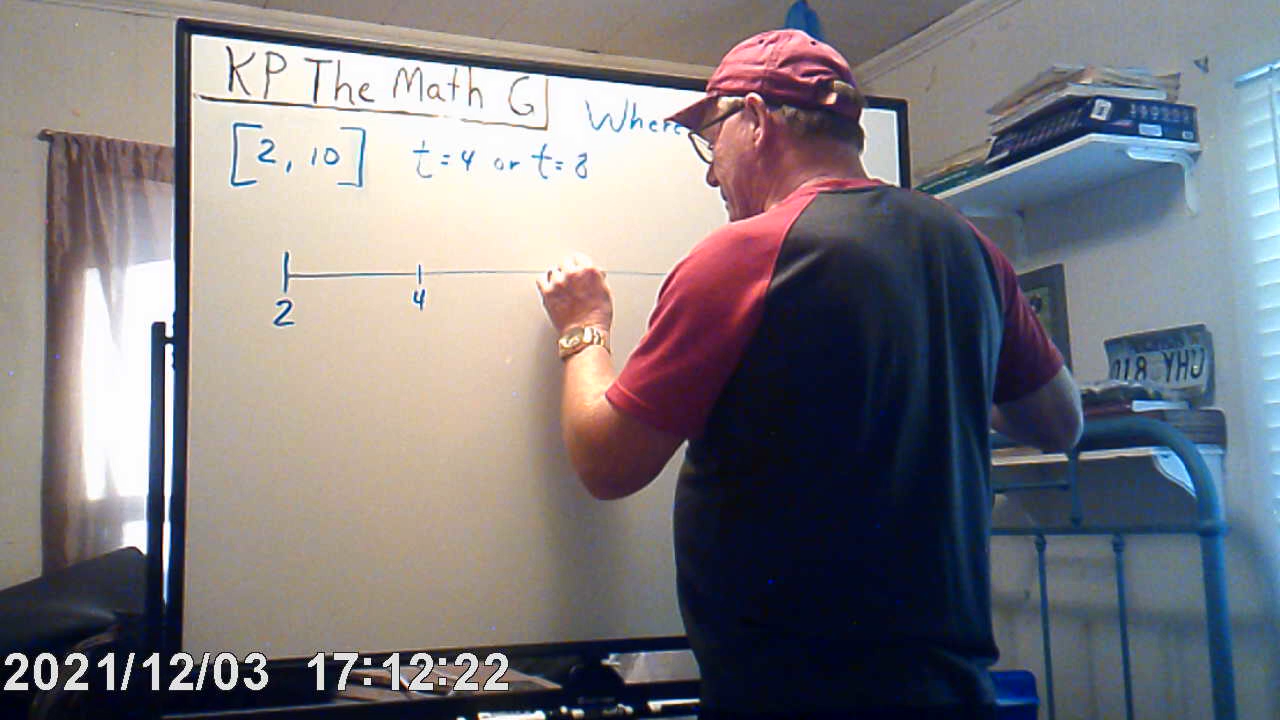 KP The Math G
Where
[2, 10] t=4 or t=8
2 4
2021/12/03 17:12:22